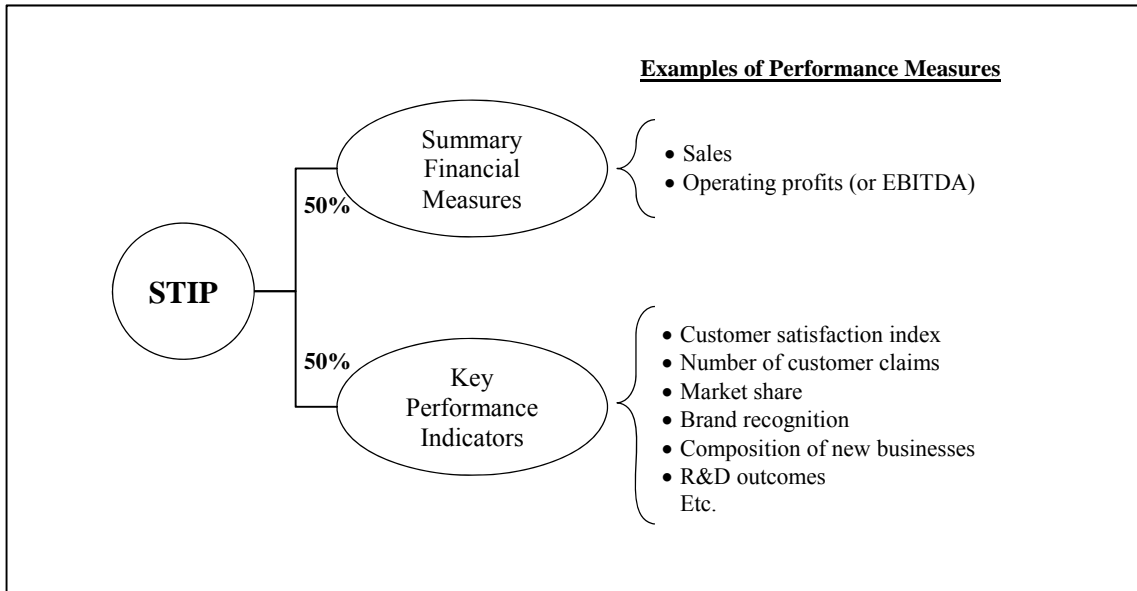 Examples of Performance Measures
Summary
Financial
Measures
• Sales
• Operating profits (or EBITDA)
50%
STIP
50%
Key
Performance
Indicators
• Customer satisfaction index
• Number of customer claims
• Market share
• Brand recognition
• Composition of new businesses
• R&D outcomes
Etc.